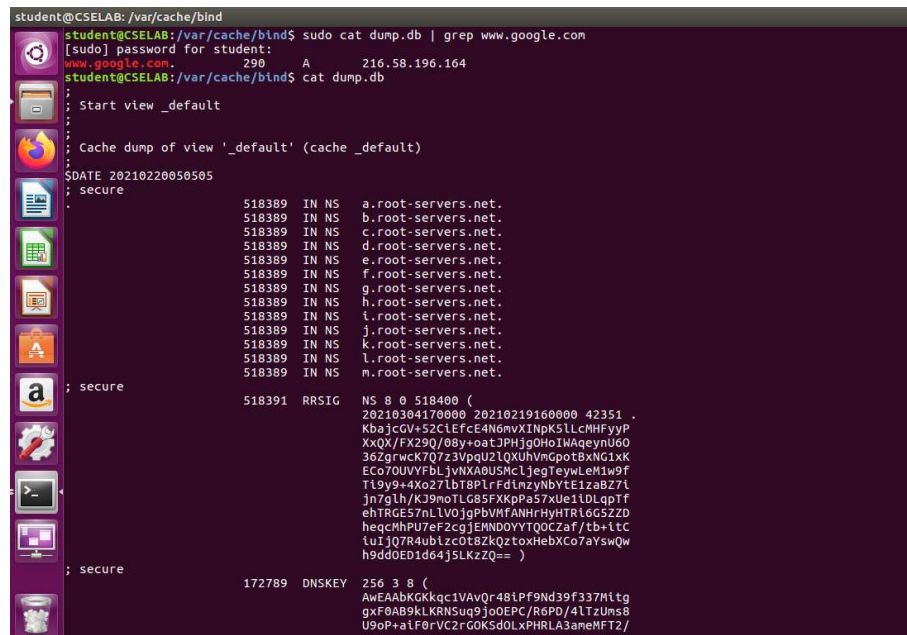 student@CSELAB: /var/cache/bind
student@CSELAB:/var/cache/bind$ sudo cat dump.db | grep www.google.com
[sudo] password for student:
www.google.com. 290 A 216.58.196.164
student@CSELAB:/var/cache/bind$ cat dump.db
;
; Start view _default
;
;
; Cache dump of view '_default' (cache _default)
;
$DATE 20210220050505
; secure
. 518389 IN NS a.root-servers.net.
518389 IN NS b.root-servers.net.
518389 IN NS c.root-servers.net.
518389 IN NS d.root-servers.net.
518389 IN NS e.root-servers.net.
518389 IN NS f.root-servers.net.
518389 IN NS g.root-servers.net.
518389 IN NS h.root-servers.net.
518389 IN NS i.root-servers.net.
518389 IN NS j.root-servers.net.
518389 IN NS k.root-servers.net.
518389 IN NS l.root-servers.net.
518389 IN NS m.root-servers.net.
; secure
518391 RRSIG NS 8 0 518400 (
20210304170000 20210219160000 42351 .
KbajcGV+52CiEfcE4N6mvXINpK5lLcMHFyyP
XxQX/FX29Q/08y+oatJPHjgOHoIWAqeynU6O
36ZgrwcK7Q7z3VpqU2lQXUhVmGpotBxNG1xK
ECo7OUVYFbLjvNXA0USMcljegTeywLeM1w9f
Ti9y9+4Xo27lbT8PlrFdimzyNbYtE1zaBZ7i
jn7glh/KJ9moTLG85FXKpPa57xUe1iDLqpTf
ehTRGE57nLlVOjgPbVMfANHrHyHTRi6G5ZZD
heqcMhPU7eF2cgjEMNDOYYTQOCZaf/tb+itC
iuIjQ7R4ubizcOt8ZkQztoxHebXCo7aYswQw
h9ddOED1d64j5LKzZQ== )
; secure
172789 DNSKEY 256 3 8 (
AwEAAbKGKkqc1VAvQr48iPf9Nd39f337Mitg
gxF0AB9kLKRNSuq9joOEPC/R6PD/4lTzUms8
U9oP+aiF0rVC2rGOKSdOLxPHRLA3ameMFT2/